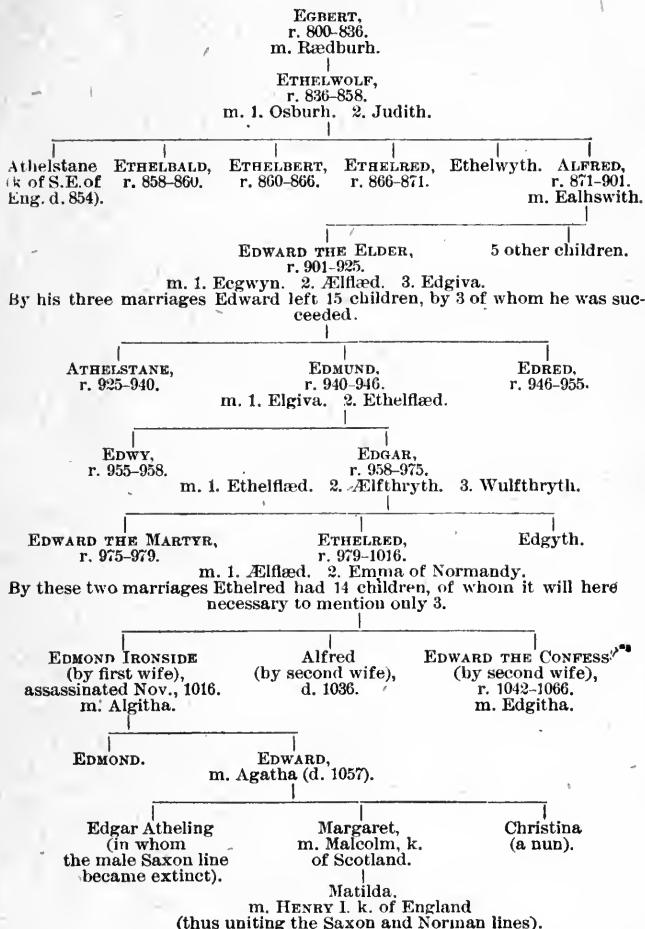 EGBERT,
r. 800-836.
m. Rædburh.
ETHELWOLF,
r. 836-858.
m. 1. Osburh. 2. Judith.
Athelstane ETHELBALD, ETHELBERT, ETHELRED, Ethelwyth. ALFRED,
(k of S.E. of r. 858-860. r. 860-866. r. 866-871. r. 871-901.
Eng. d. 854). m. Ealhswith.
EDWARD THE ELDER, 5 other children.
r. 901-925.
m. 1. Ecgwyn. 2. Ælflæd. 3. Edgiva.
By his three marriages Edward left 15 children, by 3 of whom he was suc-
ceeded.
ATHELSTANE, EDMUND, EDRED,
r. 925-940. r. 940-946. r. 946-955.
m. 1. Elgiva. 2. Ethelflæd.
EDWY, EDGAR,
r. 955-958. r. 958-975.
m. 1. Ethelflæd. 2. Ælfthryth. 3. Wulfthryth.
EDWARD THE MARTYR, ETHELRED, Edgyth.
r. 975-979. r. 979-1016.
m. 1. Ælflæd. 2. Emma of Normandy.
By these two marriages Ethelred had 14 children, of whom it will here
necessary to mention only 3.
EDMOND IRONSIDE Alfred EDWARD THE CONFESS
(by first wife), (by second wife), (by second wife),
assassinated Nov., 1016. d. 1036. r. 1042-1066.
m. Algitha. m. Edgitha.
EDMOND. EDWARD,
m. Agatha (d. 1057).
Edgar Atheling Margaret, Christina
(in whom m. Malcolm, k. (a nun).
the male Saxon line of Scotland.
became extinct).
Matilda.
m. HENRY I. k. of England
(thus uniting the Saxon and Norman lines).